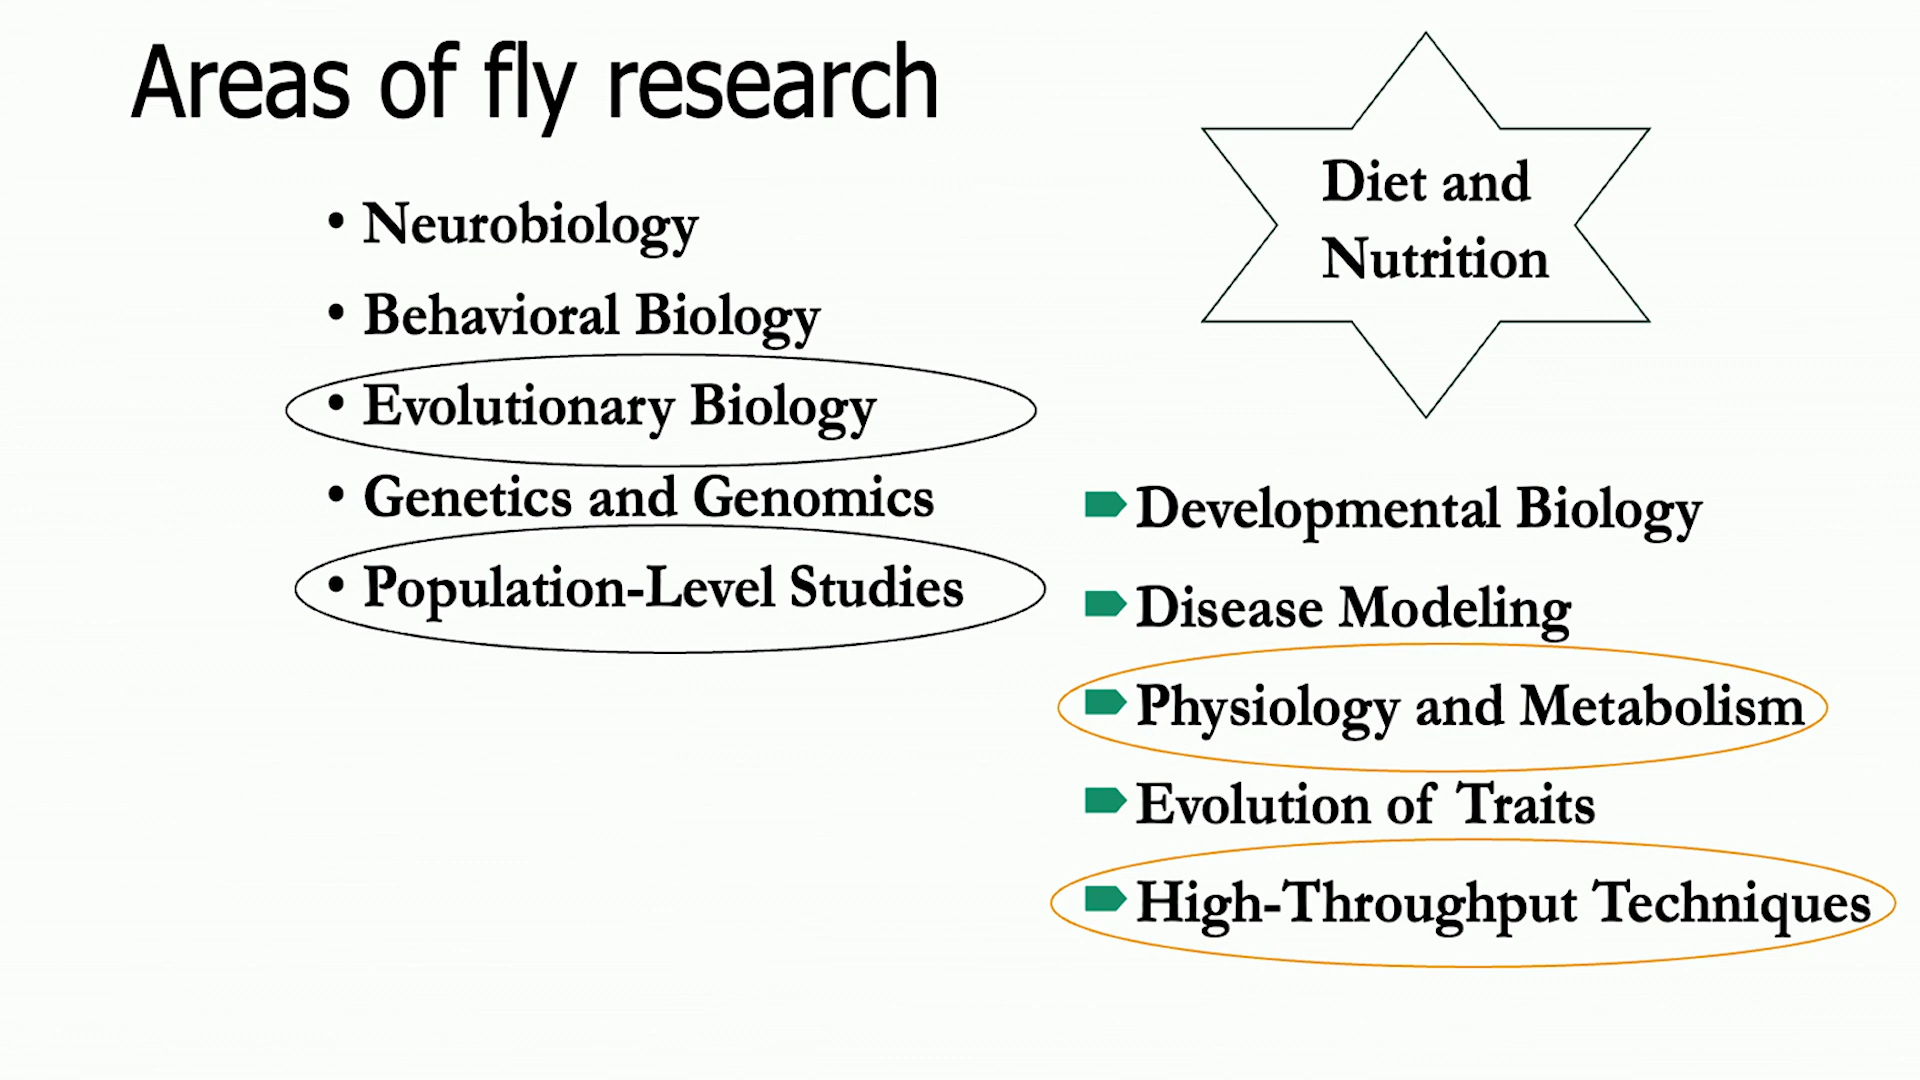 Areas of fly research
• Neurobiology
• Behavioral Biology
• Evolutionary Biology
• Genetics and Genomics
• Population-Level Studies
Diet and
Nutrition
Developmental Biology
Disease Modeling
Physiology and Metabolism
Evolution of Traits
High-Throughput Techniques